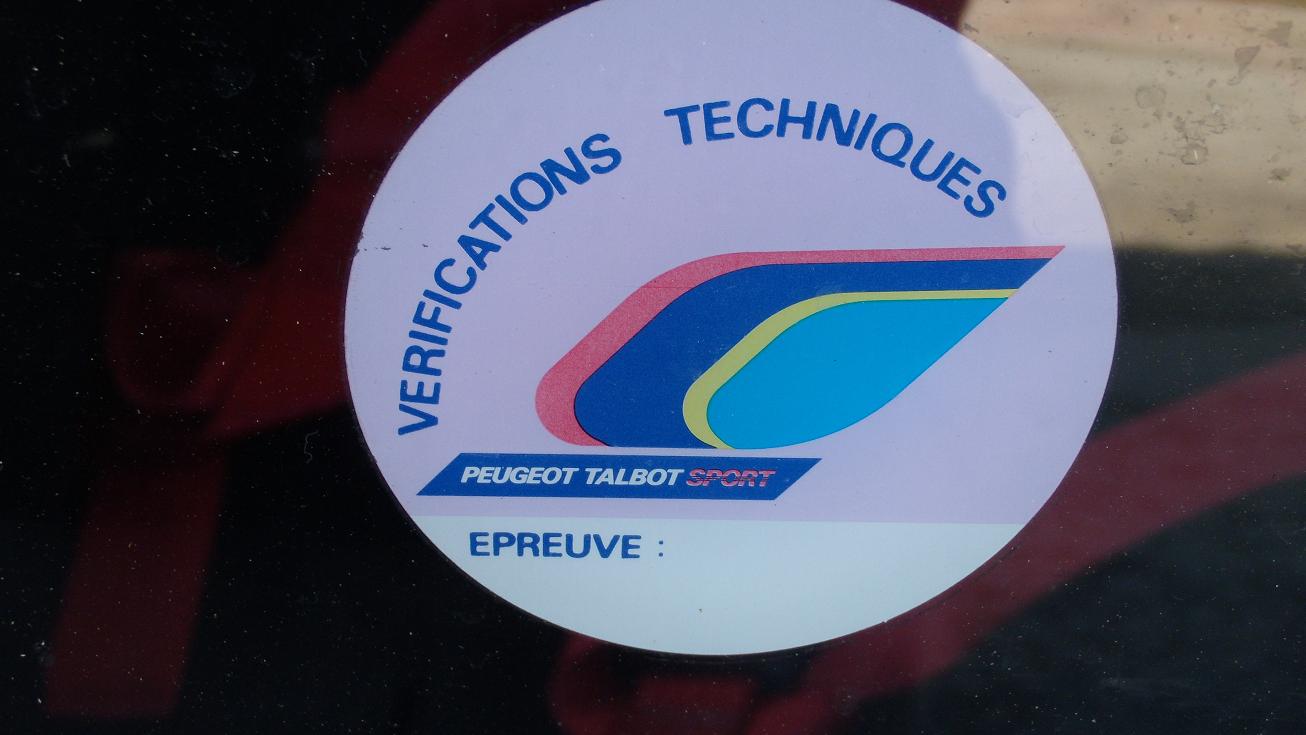 VERIFICATIONS TECHNIQUES
PEUGEOT TALBOT SPORT
EPREUVE :